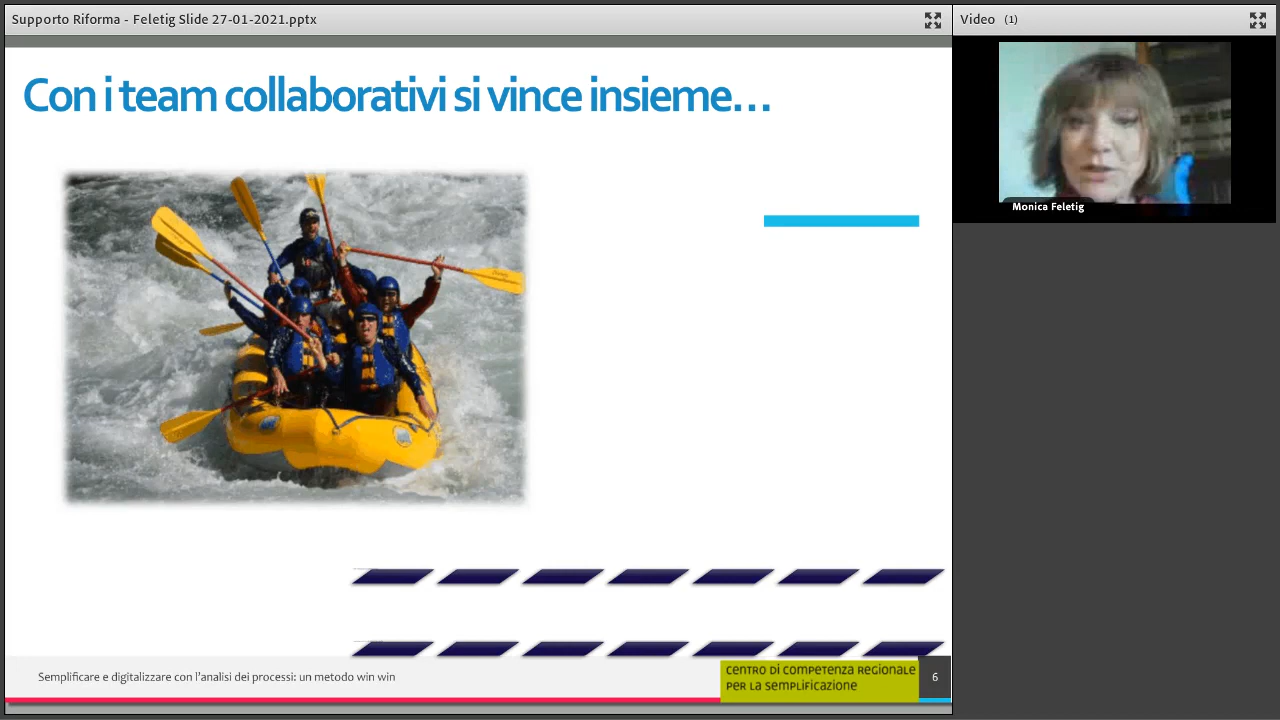 Supporto Riforma - Feletig Slide 27-01-2021.pptx
Video (1)
Con i team collaborativi si vince insieme…
Monica Feletig
Semplificare e digitalizzare con l'analisi dei processi: un metodo win win
CENTRO DI COMPETENZA REGIONALE
PER LA SEMPLIFICAZIONE
6